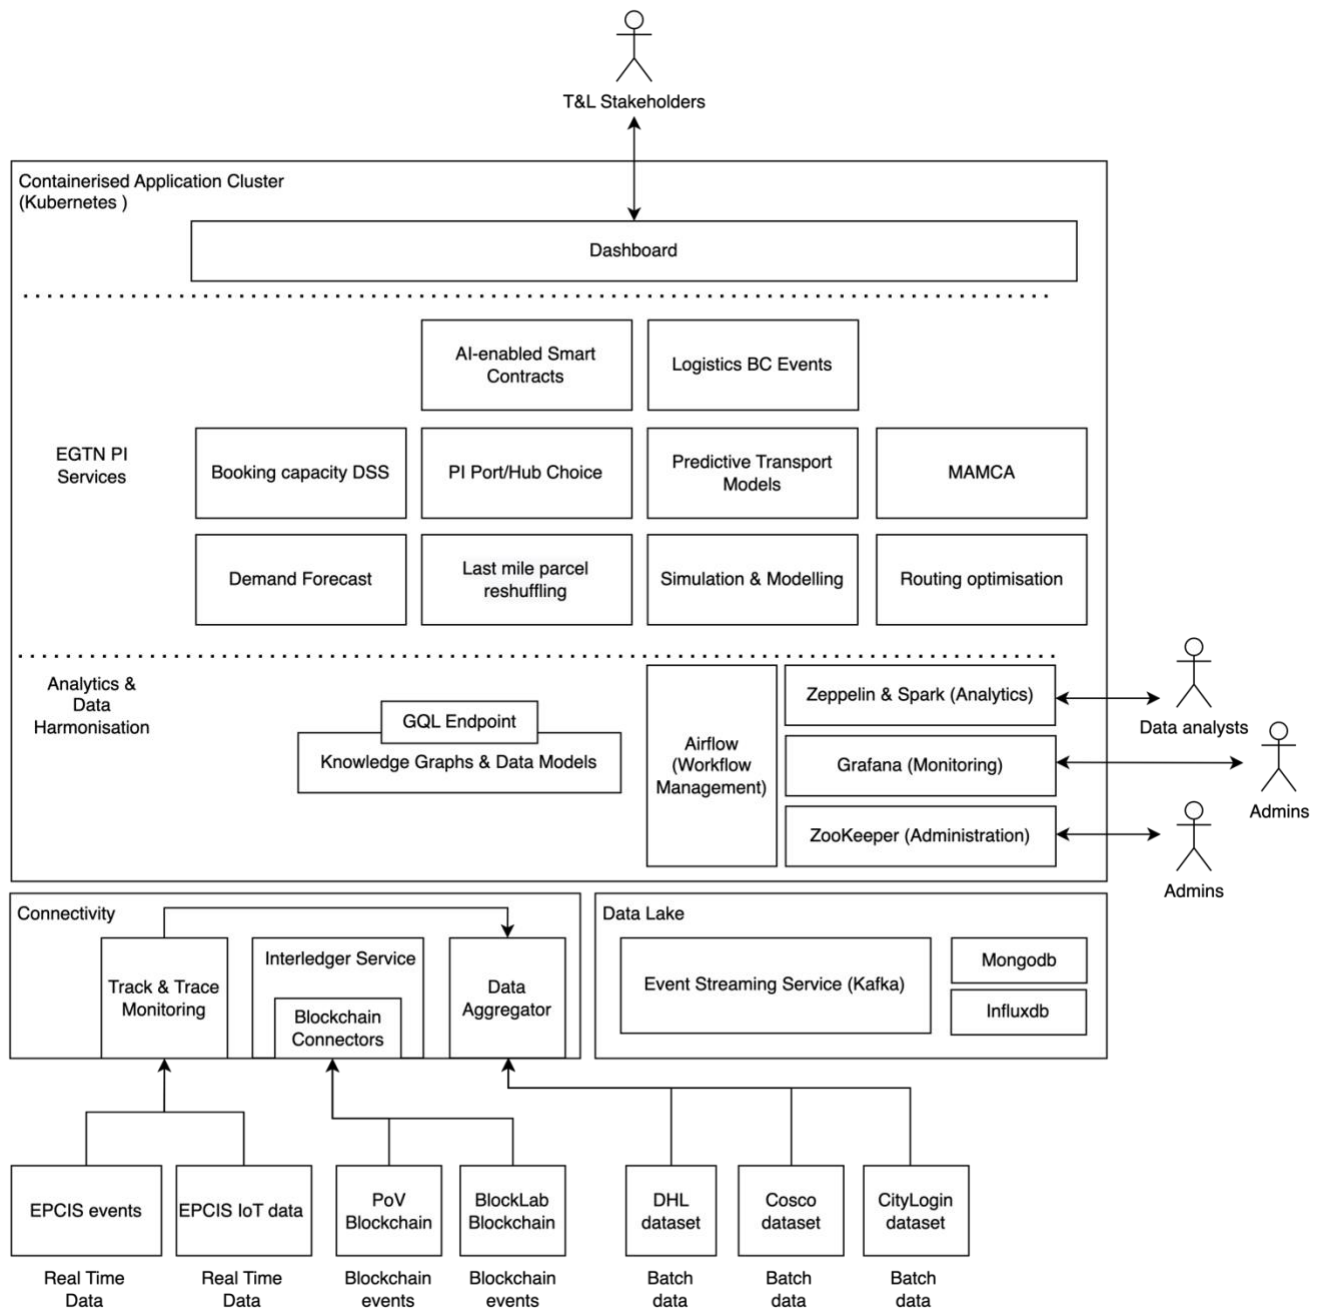 T&L Stakeholders
Containerised Application Cluster
(Kubernetes )
Dashboard
AI-enabled Smart
Contracts
Logistics BC Events
EGTN PI
Services
Booking capacity DSS
PI Port/Hub Choice
Predictive Transport
Models
MAMCA
Demand Forecast
Last mile parcel
reshuffling
Simulation & Modelling
Routing optimisation
Analytics &
Data
Harmonisation
GQL Endpoint
Knowledge Graphs & Data Models
Airflow
(Workflow
Management)
Zeppelin & Spark (Analytics)
Grafana (Monitoring)
ZooKeeper (Administration)
Data analysts
Admins
Admins
Connectivity
Track & Trace
Monitoring
Interledger Service
Blockchain
Connectors
Data
Aggregator
Data Lake
Event Streaming Service (Kafka)
Mongodb
Influxdb
EPCIS events
EPCIS IoT data
PoV
Blockchain
BlockLab
Blockchain
DHL
dataset
Cosco
dataset
CityLogin
dataset
Real Time
Data
Real Time
Data
Blockchain
events
Blockchain
events
Batch
data
Batch
data
Batch
data